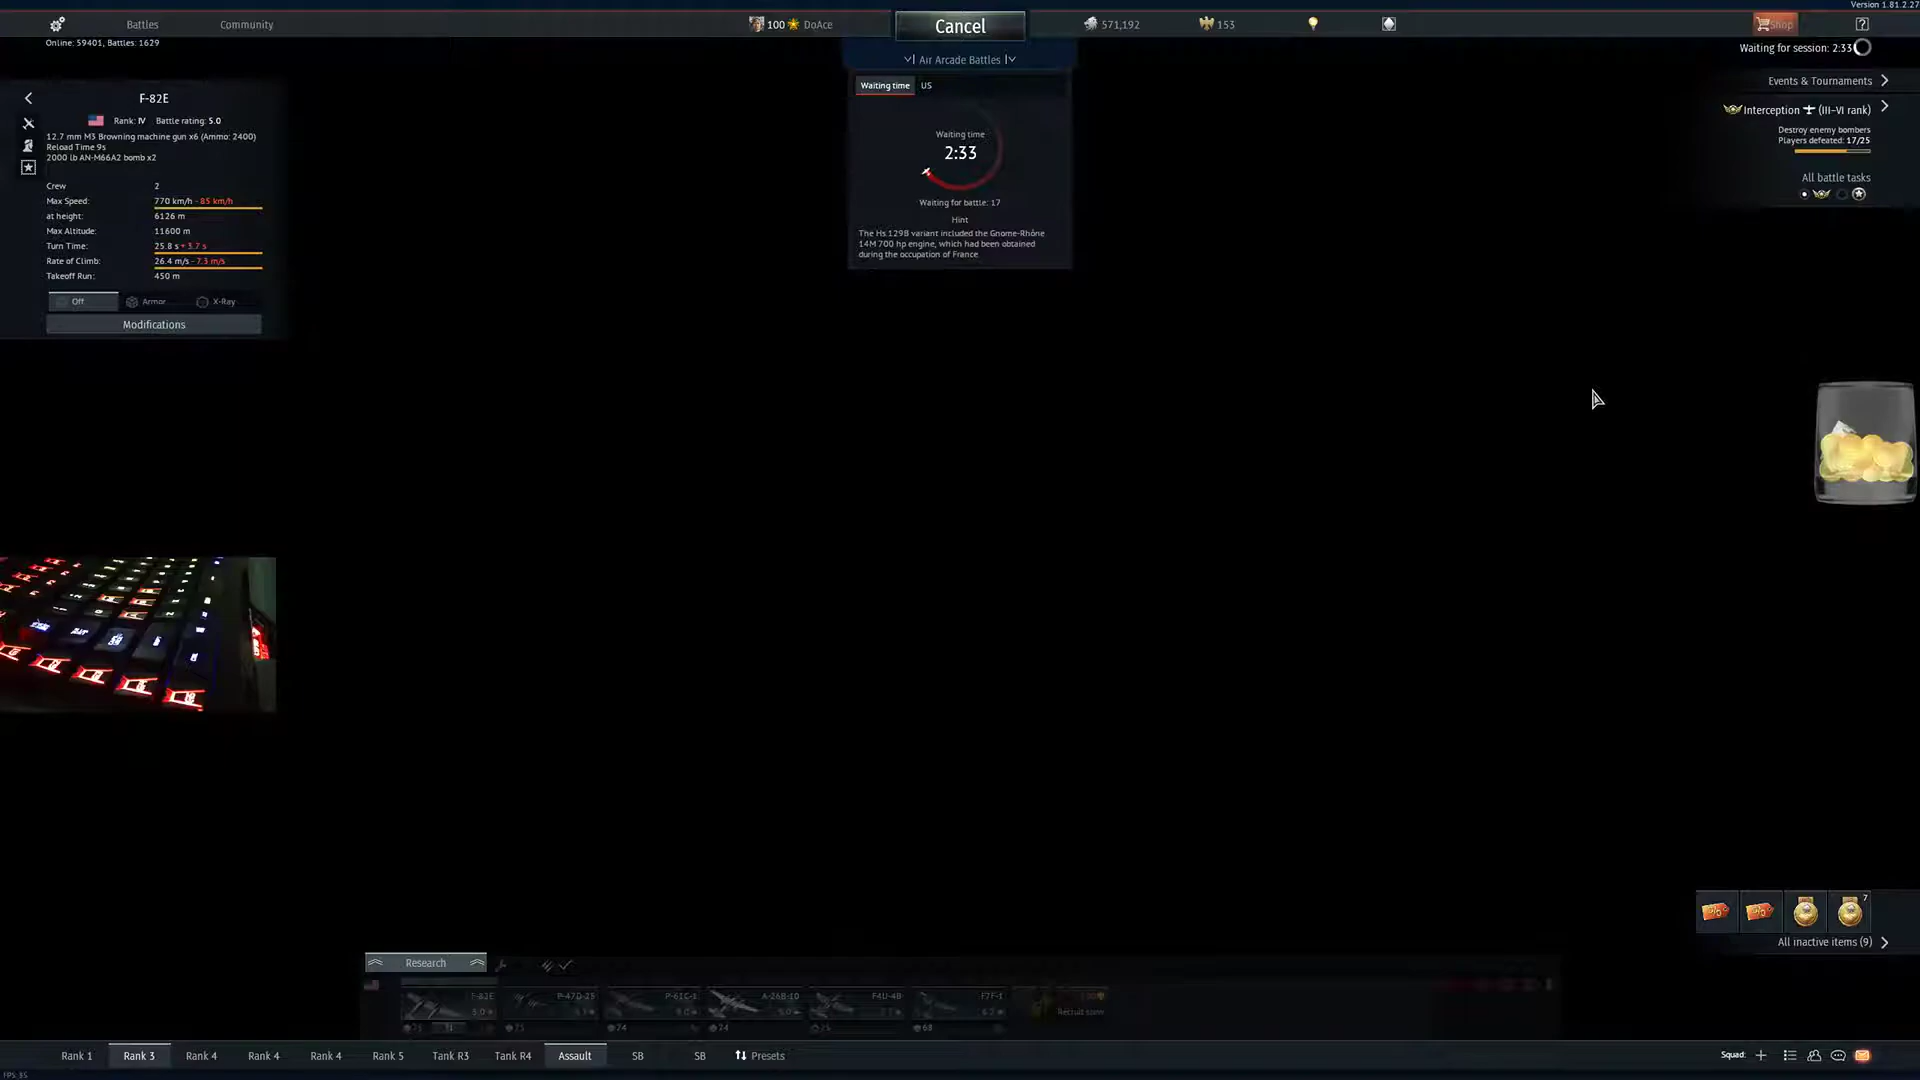 Version 1.81.2.27
Battles
Community
100 DoAce
Cancel
571,192
153
Shop
Online: 59401, Battles: 1629
Waiting for session: 2:33
Air Arcade Battles
Waiting time US
Events & Tournaments
F-82E
Interception (III–VI rank)
Rank: IV Battle rating: 5.0
Destroy enemy bombers
12.7 mm M3 Browning machine gun x6 (Ammo: 2400)
Waiting time
Players defeated: 17/25
Reload Time 9s
2:33
2000 lb AN-M66A2 bomb x2
All battle tasks
Crew 2
Max Speed: 770 km/h - 85 km/h
Waiting for battle: 17
at height: 6126 m
Hint
Max Altitude: 11600 m
The Hs.129B variant included the Gnome-Rhône
14M 700 hp engine, which had been obtained
during the occupation of France
Turn Time: 25.8 s + 3.7 s
Rate of Climb: 26.4 m/s - 7.3 m/s
Takeoff Run: 450 m
Off Armor X-Ray
Modifications
7
All inactive items (9)
Research
F-82E P-47D-25 P-61C-1 A-26B-10 F4U-4B F7F-1
5.0
Recruit crew
74 74 68
Rank 1 Rank 3 Rank 4 Rank 4 Rank 4 Rank 5 Tank R3 Tank R4 Assault SB SB Presets
Squad: